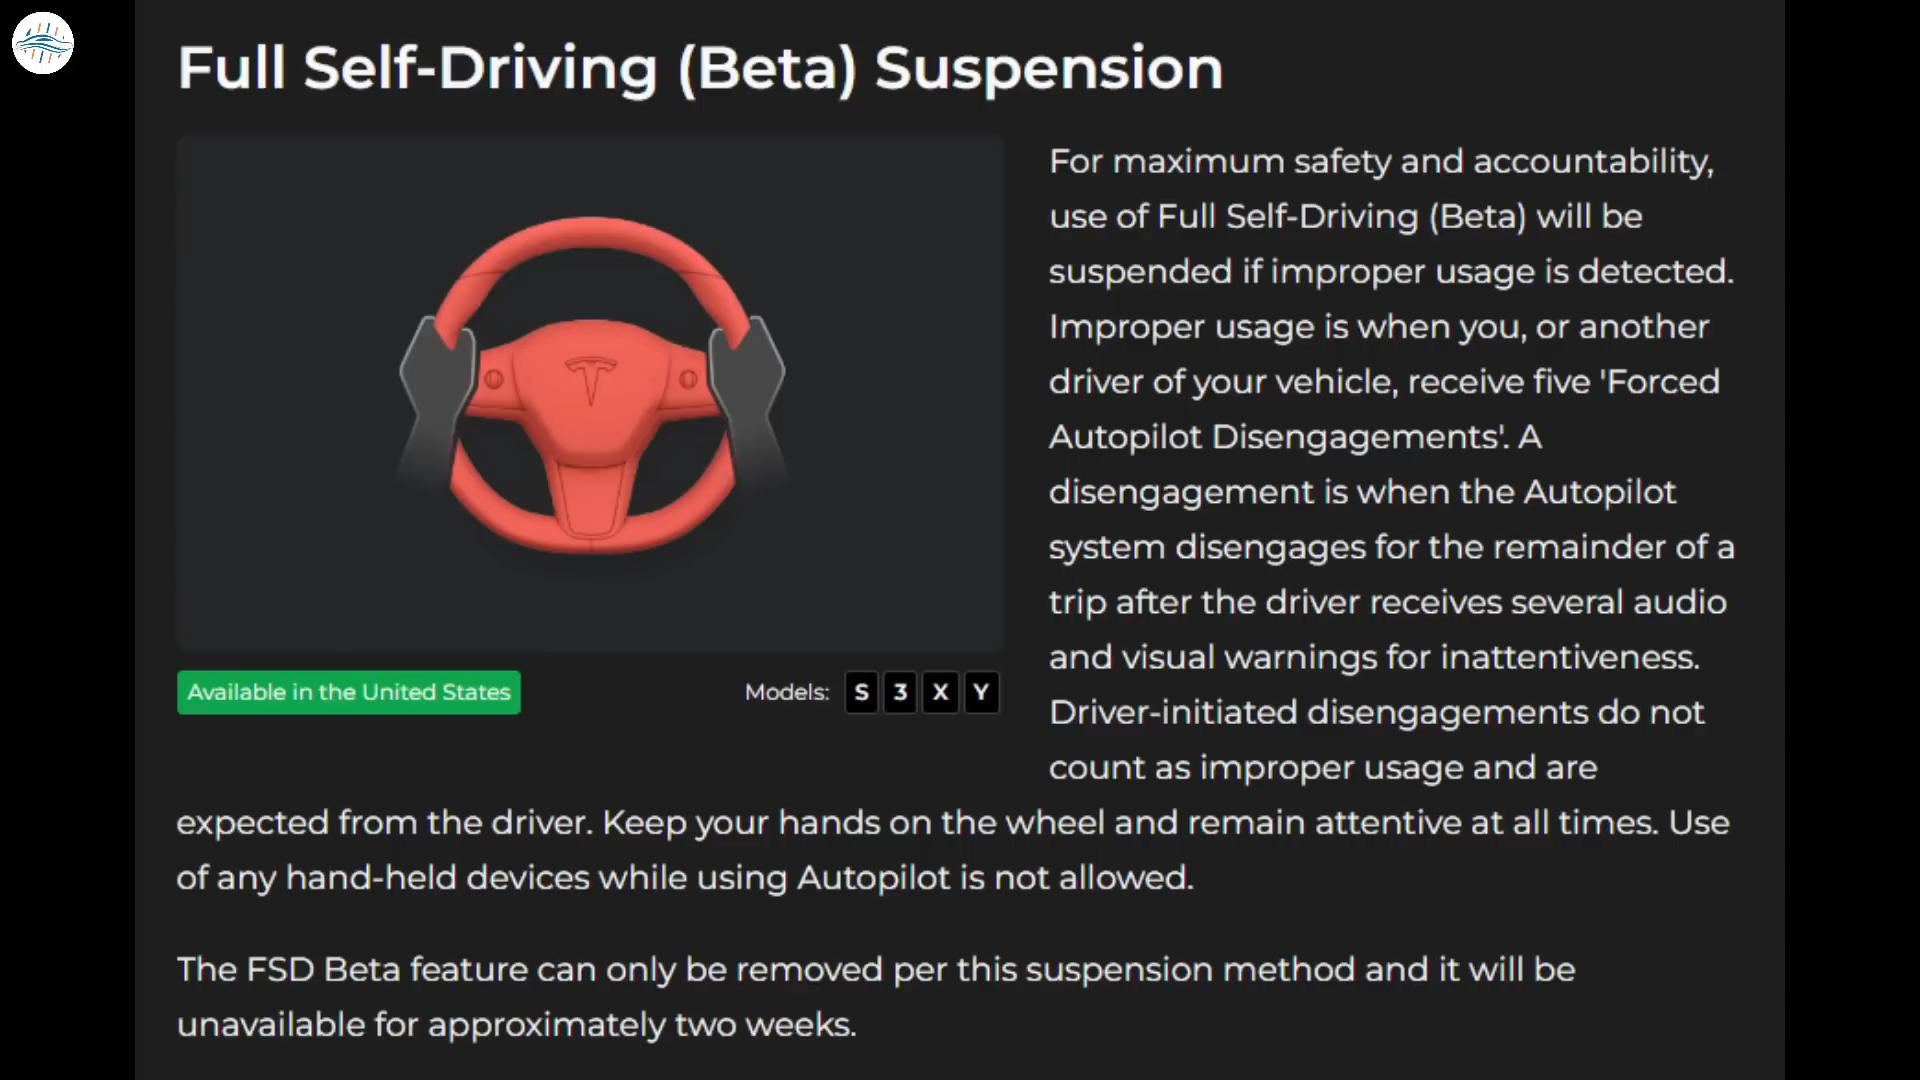 Full Self-Driving (Beta) Suspension
For maximum safety and accountability,
use of Full Self-Driving (Beta) will be
suspended if improper usage is detected.
Improper usage is when you, or another
driver of your vehicle, receive five 'Forced
Autopilot Disengagements'. A
disengagement is when the Autopilot
system disengages for the remainder of a
trip after the driver receives several audio
and visual warnings for inattentiveness.
Driver-initiated disengagements do not
count as improper usage and are
expected from the driver. Keep your hands on the wheel and remain attentive at all times. Use
of any hand-held devices while using Autopilot is not allowed.
The FSD Beta feature can only be removed per this suspension method and it will be
unavailable for approximately two weeks.
Available in the United States
Models: S 3 X Y